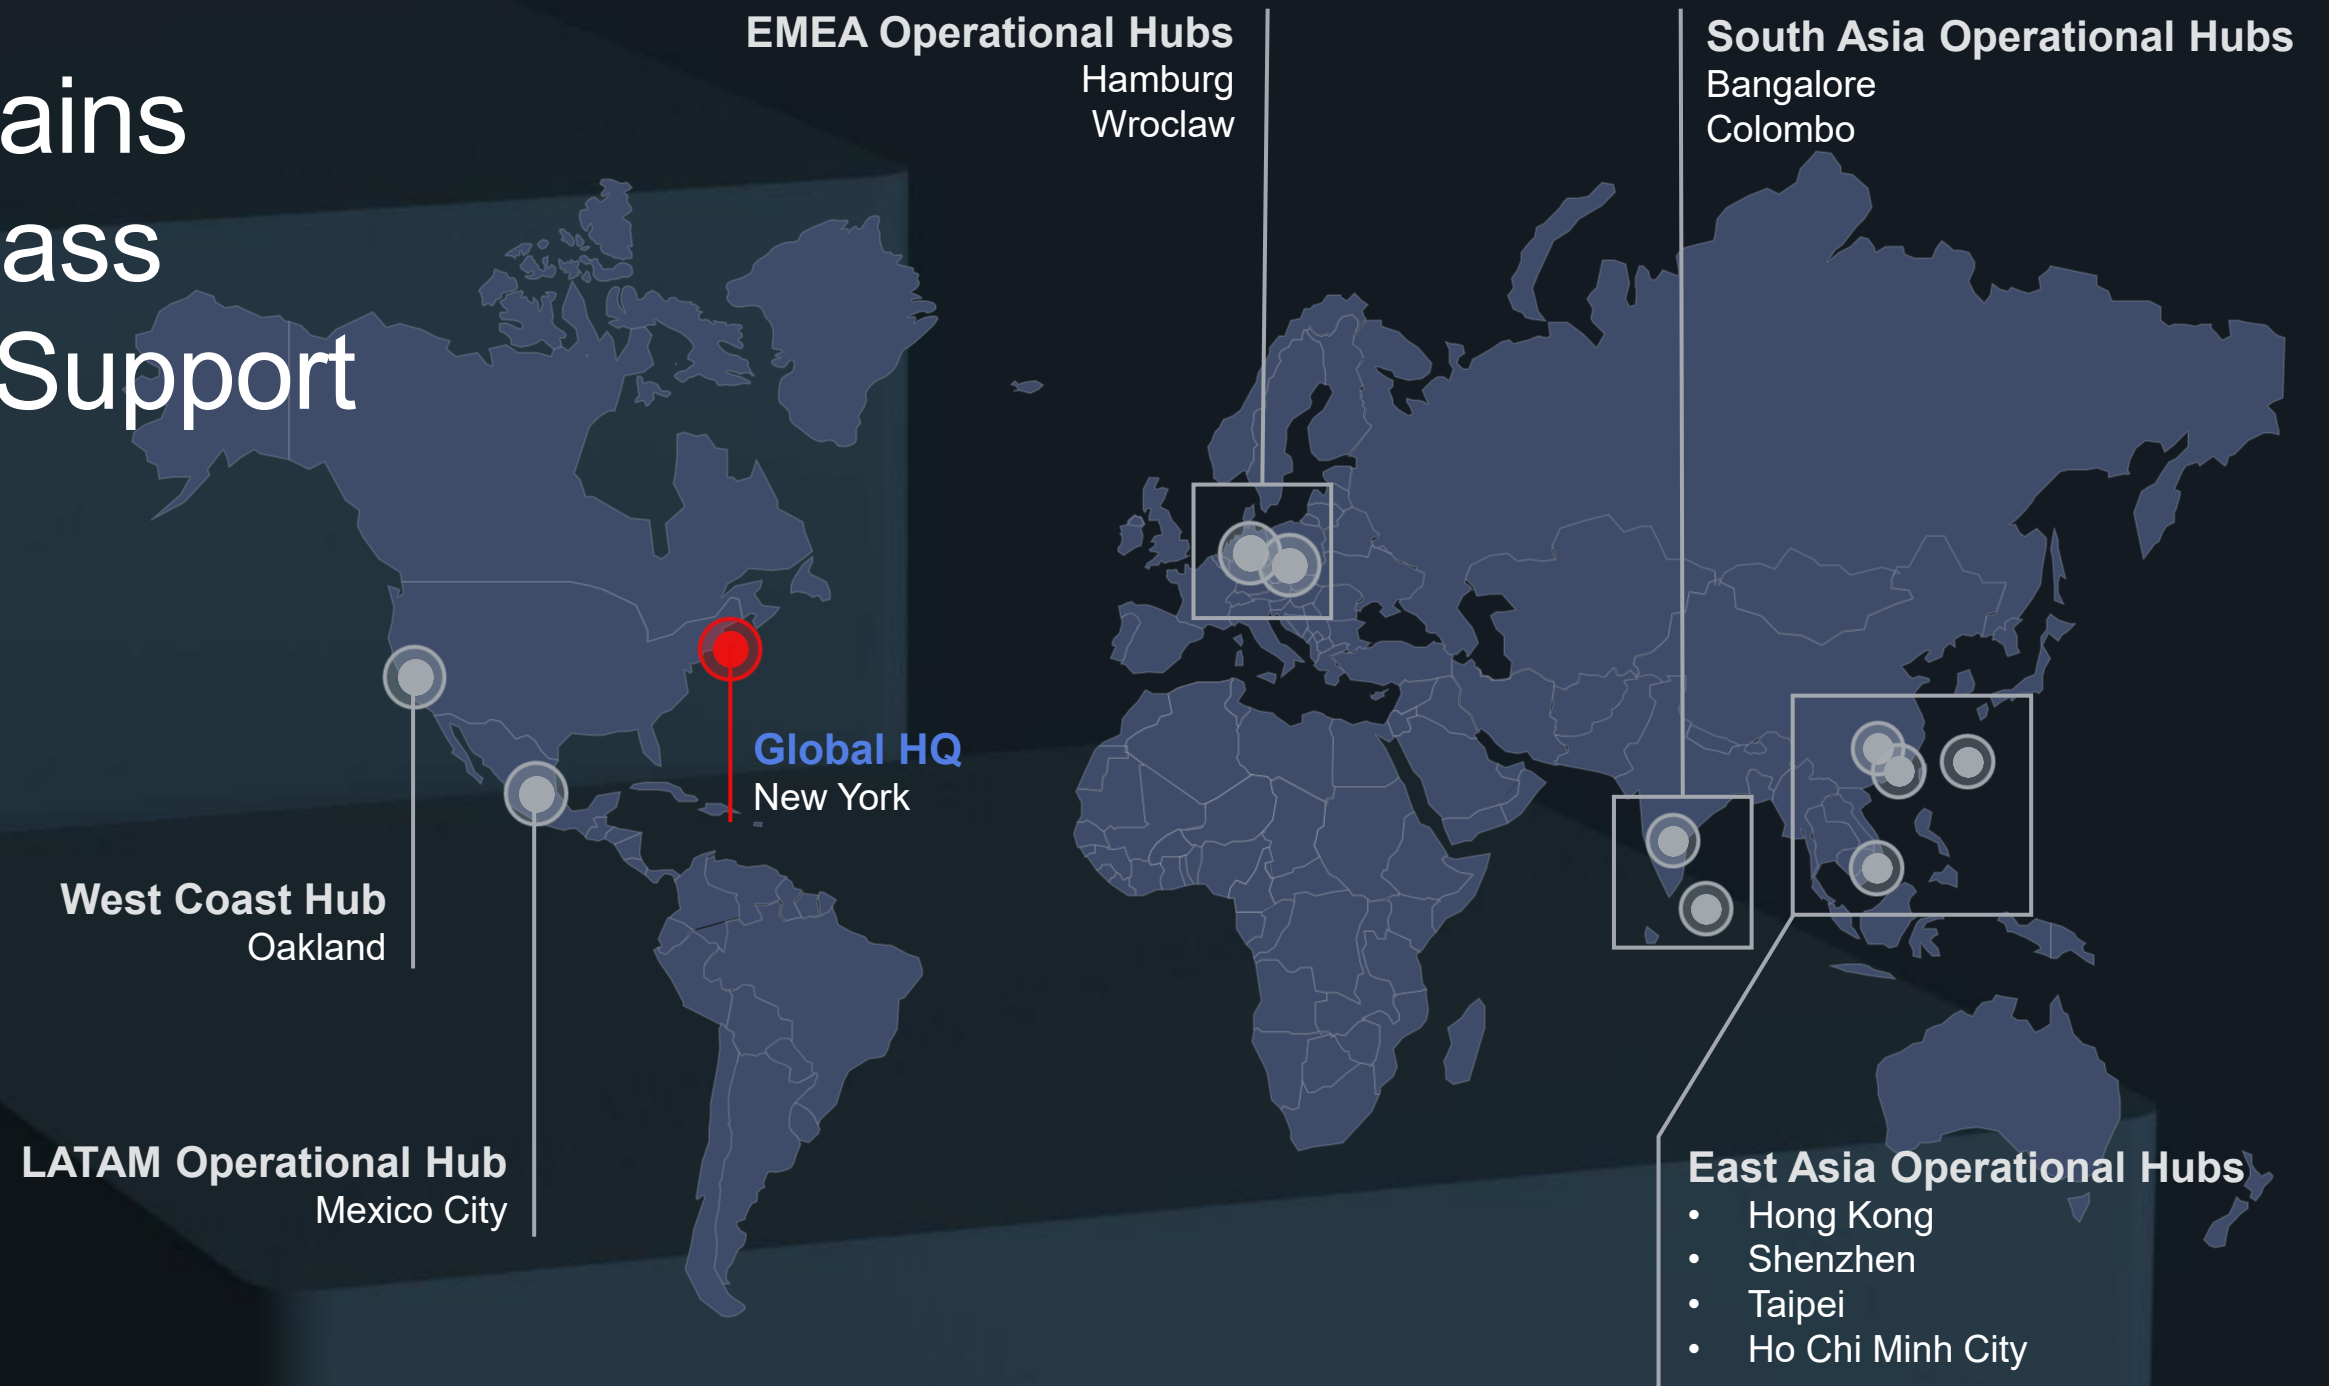 ains
ass
Support
EMEA Operational Hubs
Hamburg
Wroclaw
South Asia Operational Hubs
Bangalore
Colombo
Global HQ
New York
West Coast Hub
Oakland
LATAM Operational Hub
Mexico City
East Asia Operational Hubs
• Hong Kong
• Shenzhen
• Taipei
• Ho Chi Minh City